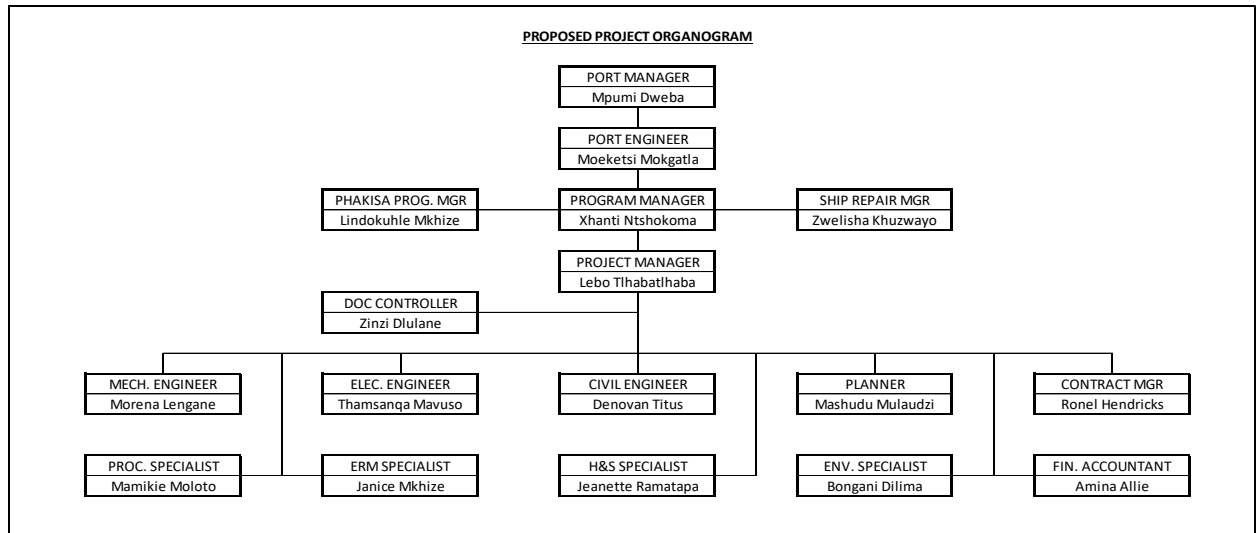 PROPOSED PROJECT ORGANOGRAM
PORT MANAGER
Mpumi Dweba
PORT ENGINEER
Moeketsi Mokgatla
PHAKISA PROG. MGR
Lindokuhle Mkhize
PROGRAM MANAGER
Xhanti Ntshokoma
SHIP REPAIR MGR
Zwelisha Khuzwayo
PROJECT MANAGER
Lebo Tlhabatlhaba
DOC CONTROLLER
Zinzi Dlulane
MECH. ENGINEER
Morena Lengane
ELEC. ENGINEER
Thamsanqa Mavuso
CIVIL ENGINEER
Denovan Titus
PLANNER
Mashudu Mulaudzi
CONTRACT MGR
Ronel Hendricks
PROC. SPECIALIST
Mamikie Moloto
ERM SPECIALIST
Janice Mkhize
H&S SPECIALIST
Jeanette Ramatapa
ENV. SPECIALIST
Bongani Dilima
FIN. ACCOUNTANT
Amina Allie